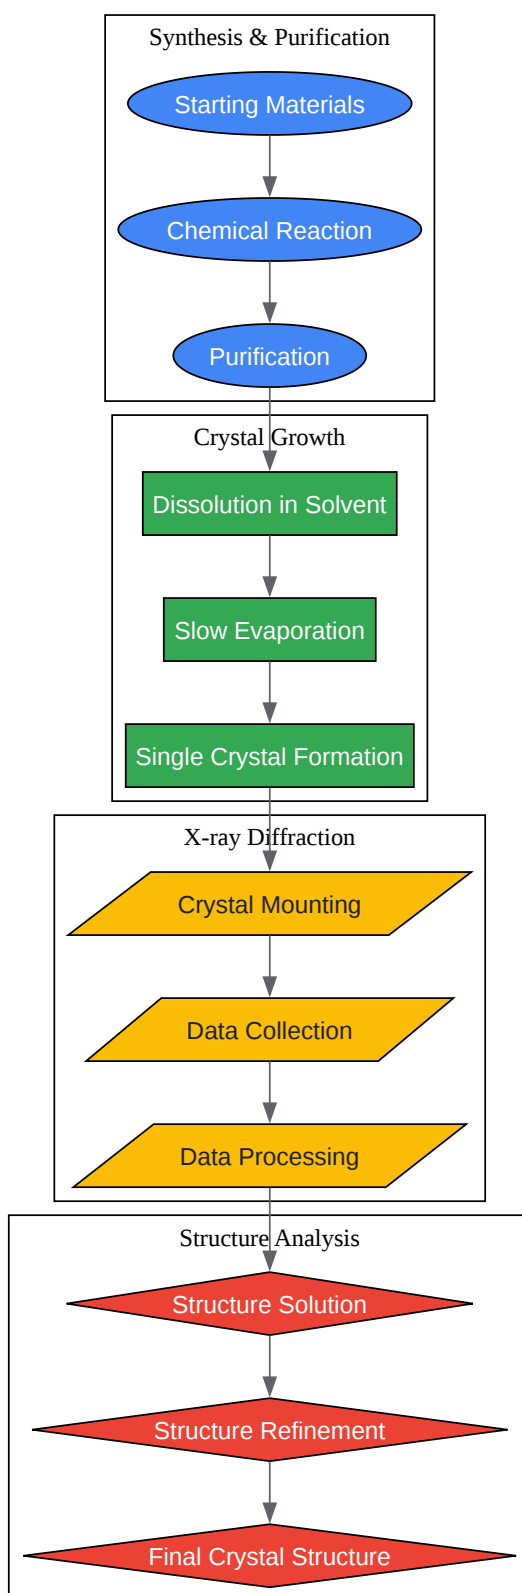 Synthesis & Purification
Starting Materials
Chemical Reaction
Purification
Crystal Growth
Dissolution in Solvent
Slow Evaporation
Single Crystal Formation
X-ray Diffraction
Crystal Mounting
Data Collection
Data Processing
Structure Analysis
Structure Solution
Structure Refinement
Final Crystal Structure